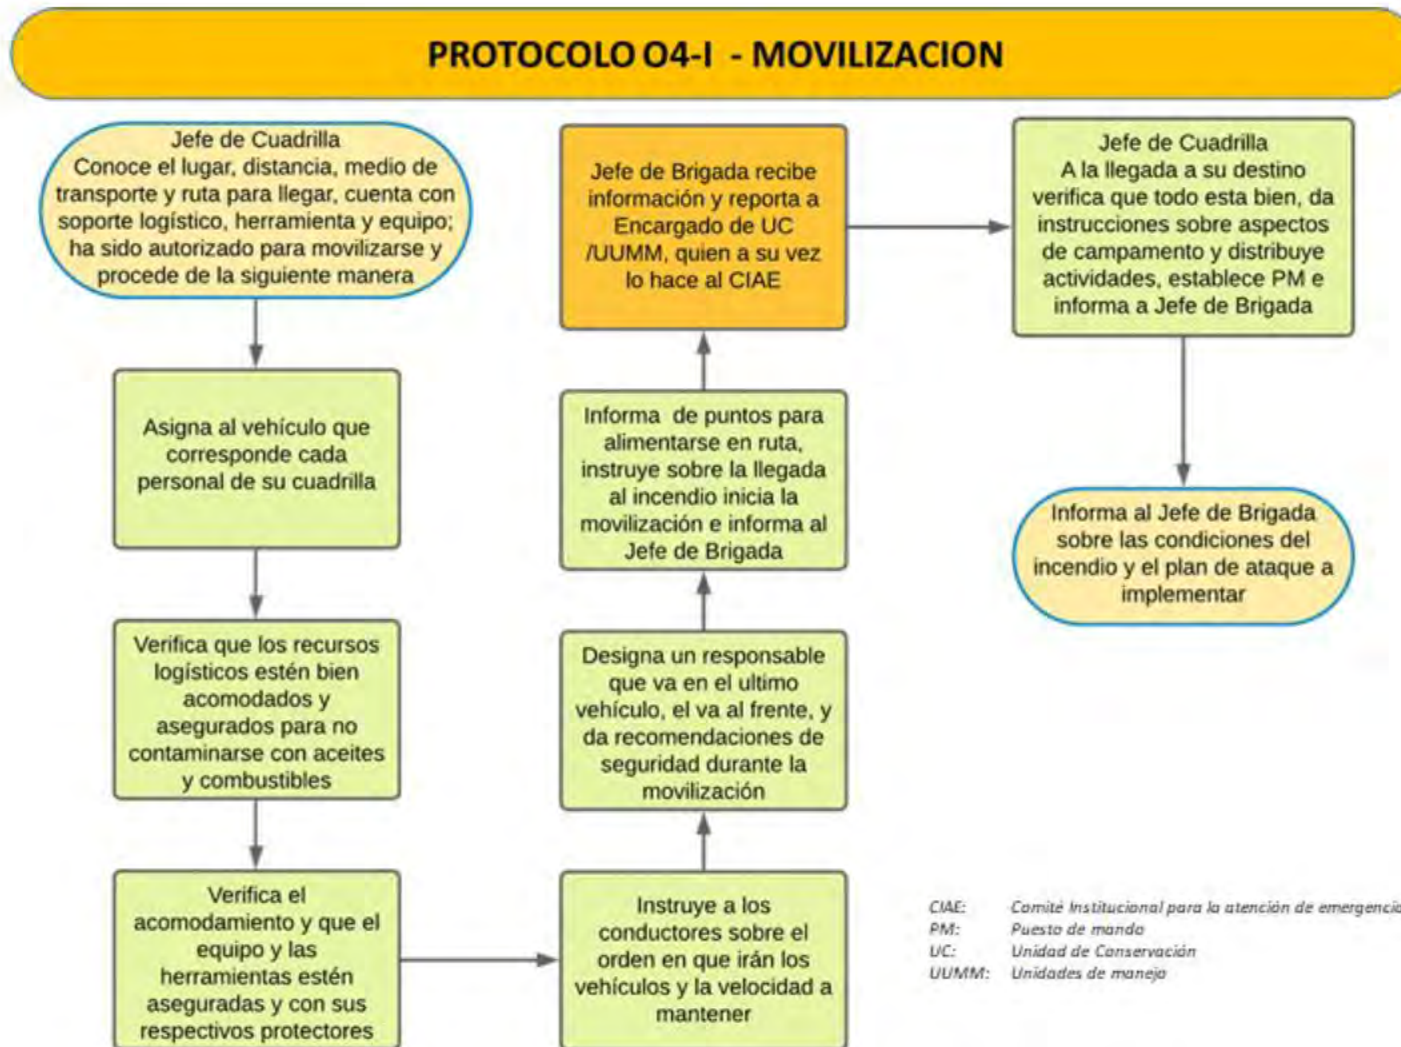 PROTOCOLO O4-I - MOVILIZACION
Jefe de Cuadrilla
Conoce el lugar, distancia, medio de
transporte y ruta para llegar, cuenta con
soporte logístico, herramienta y equipo;
ha sido autorizado para movilizarse y
procede de la siguiente manera
Asigna al vehículo que
corresponde cada
personal de su cuadrilla
Verifica que los recursos
logísticos estén bien
acomodados y
asegurados para no
contaminarse con aceites
y combustibles
Verifica el
acomodamiento y que el
equipo y las
herramientas estén
aseguradas y con sus
respectivos protectores
Instruye a los
conductores sobre el
orden en que irán los
vehículos y la velocidad a
mantener
Designa un responsable
que va en el ultimo
vehículo, el va al frente, y
da recomendaciones de
seguridad durante la
movilización
Informa de puntos para
alimentarse en ruta,
instruye sobre la llegada
al incendio inicia la
movilización e informa al
Jefe de Brigada
Jefe de Brigada recibe
información y reporta a
Encargado de UC
/UUMM, quien a su vez
lo hace al CIAE
Jefe de Cuadrilla
A la llegada a su destino
verifica que todo esta bien, da
instrucciones sobre aspectos
de campamento y distribuye
actividades, establece PM e
informa a Jefe de Brigada
Informa al Jefe de Brigada
sobre las condiciones del
incendio y el plan de ataque a
implementar
CIAE: Comité Institucional para la atención de emergencia
PM: Puesto de mando
UC: Unidad de Conservación
UUMM: Unidades de manejo